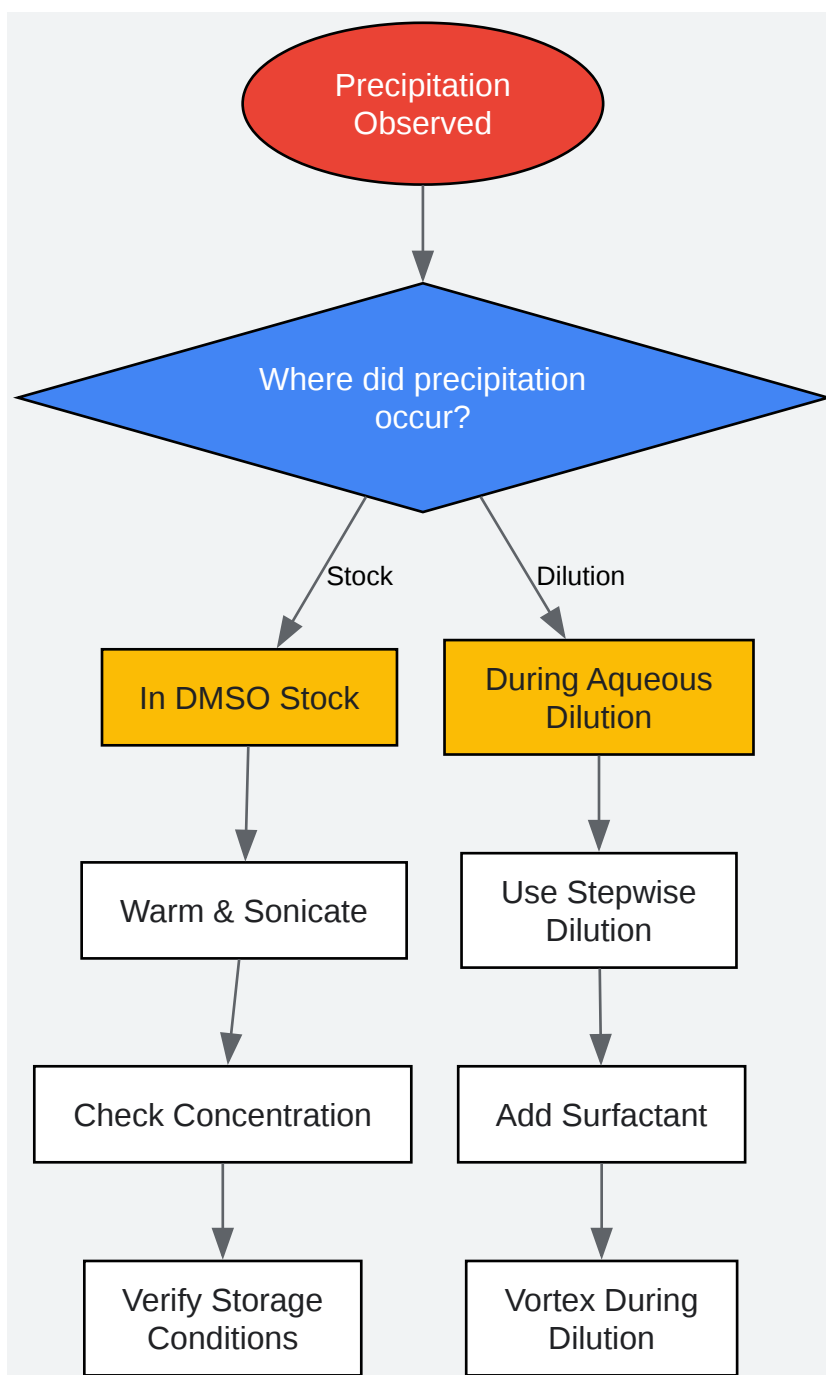 Precipitation
Observed
Where did precipitation
occur?
Stock
Dilution
In DMSO Stock
During Aqueous
Dilution
Warm & Sonicate
Use Stepwise
Dilution
Check Concentration
Add Surfactant
Verify Storage
Conditions
Vortex During
Dilution